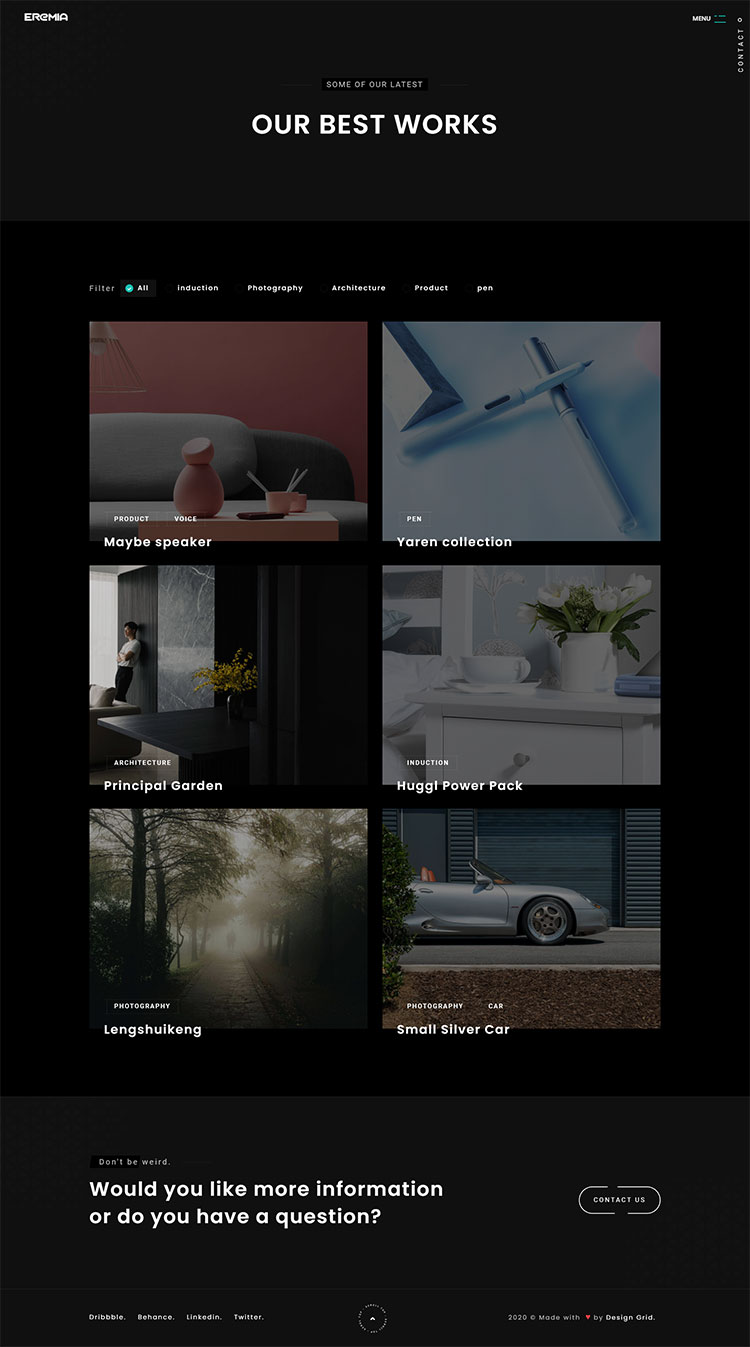 EREMIA
MENU
CONTACT
SOME OF OUR LATEST
OUR BEST WORKS
Filter All induction Photography Architecture Product pen
PRODUCT VOICE
Maybe speaker
PEN
Yaren collection
ARCHITECTURE
Principal Garden
INDUCTION
Huggl Power Pack
PHOTOGRAPHY
Lengshuikeng
PHOTOGRAPHY CAR
Small Silver Car
Don't be weird.
Would you like more information
or do you have a question?
CONTACT US
Dribbble. Behance. Linkedin. Twitter.
2020 © Made with ♥ by Design Grid.